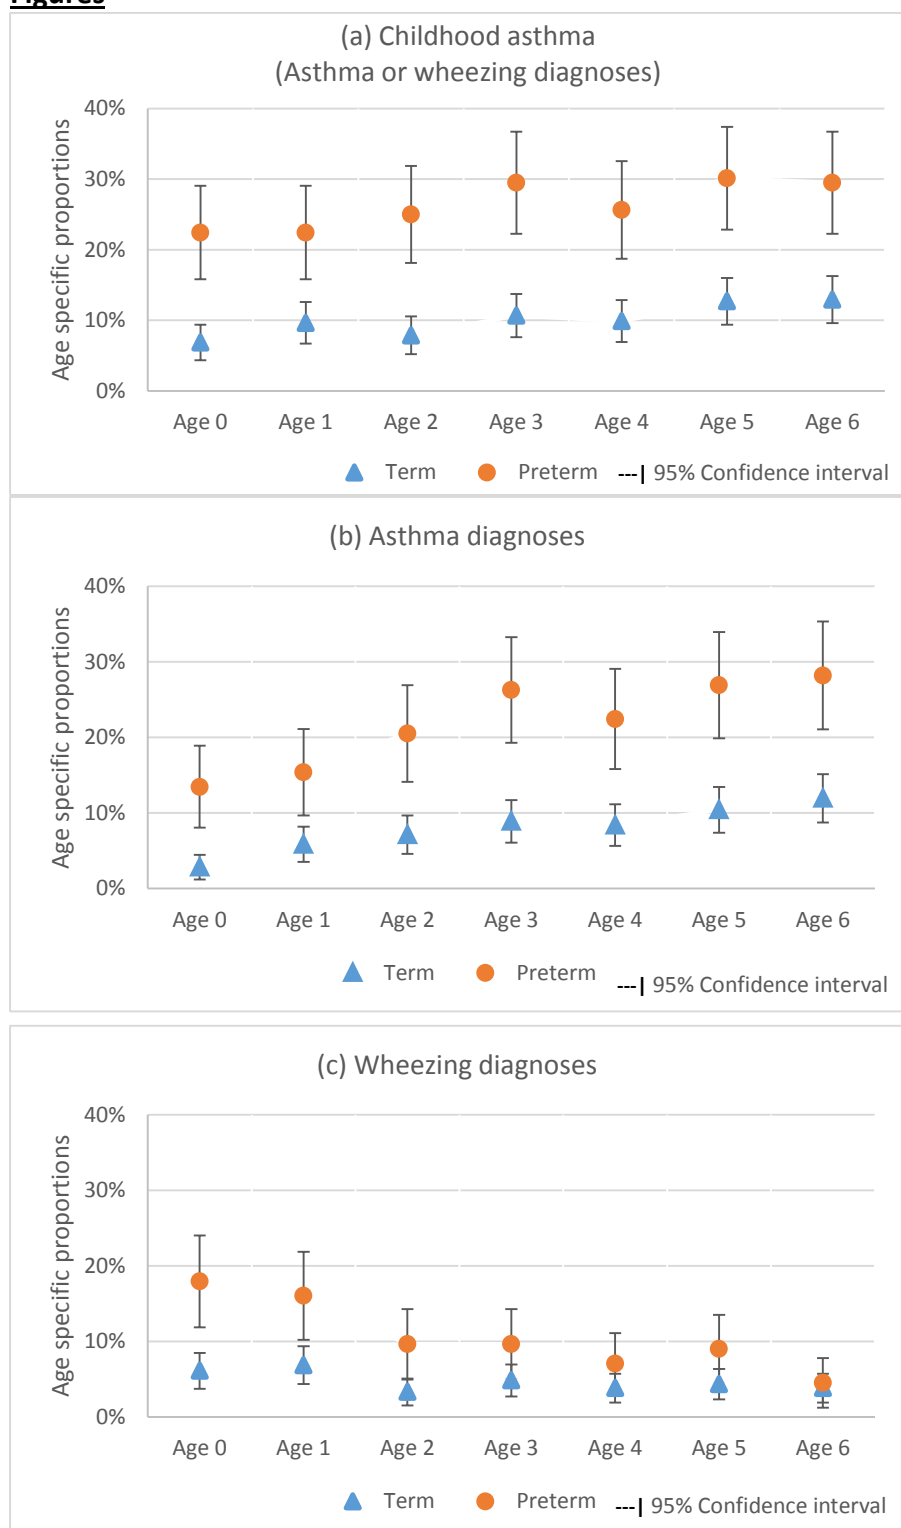 Figures
(a) Childhood asthma
(Asthma or wheezing diagnoses)
Age specific proportions
40%
30%
20%
10%
0%
Age 0 Age 1 Age 2 Age 3 Age 4 Age 5 Age 6
Term Preterm ---| 95% Confidence interval
(b) Asthma diagnoses
Age specific proportions
40%
30%
20%
10%
0%
Age 0 Age 1 Age 2 Age 3 Age 4 Age 5 Age 6
Term Preterm ---| 95% Confidence interval
(c) Wheezing diagnoses
Age specific proportions
40%
30%
20%
10%
0%
Age 0 Age 1 Age 2 Age 3 Age 4 Age 5 Age 6
Term Preterm ---| 95% Confidence interval